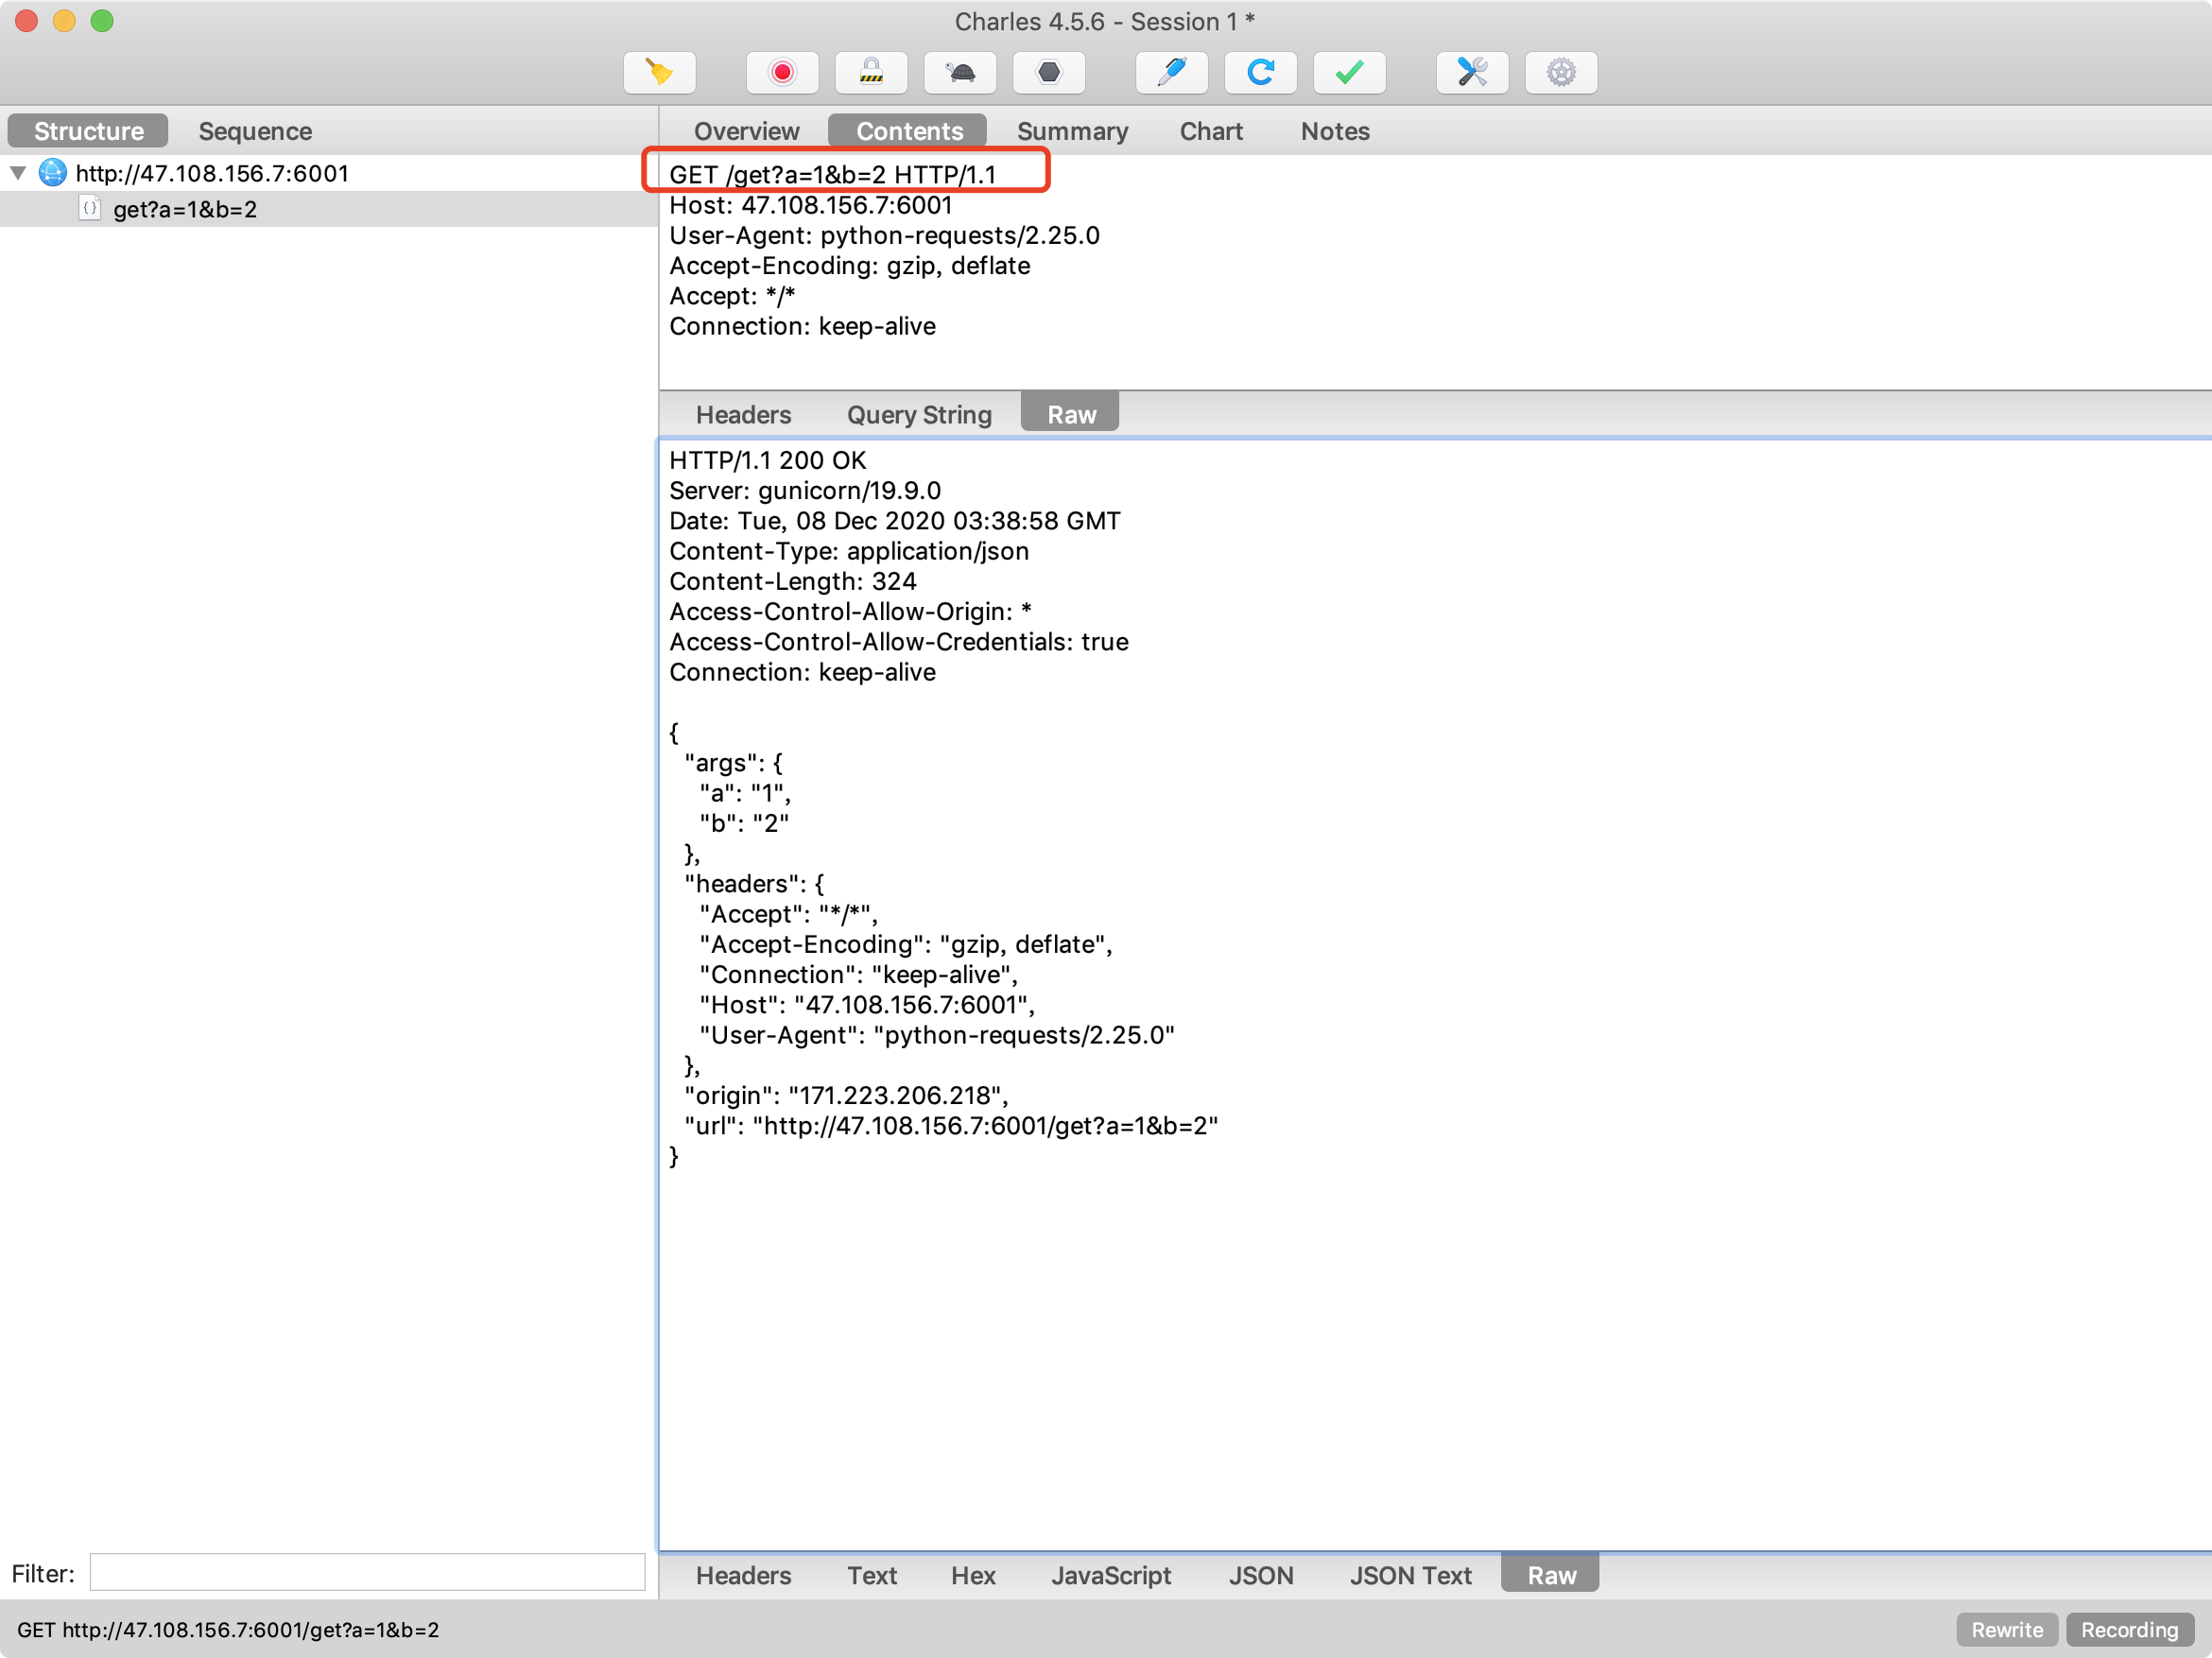 Charles 4.5.6 - Session 1 *
Structure Sequence
http://47.108.156.7:6001
{} get?a=1&b=2
Overview Contents Summary Chart Notes
GET /get?a=1&b=2 HTTP/1.1
Host: 47.108.156.7:6001
User-Agent: python-requests/2.25.0
Accept-Encoding: gzip, deflate
Accept: */*
Connection: keep-alive
Headers Query String Raw
HTTP/1.1 200 OK
Server: gunicorn/19.9.0
Date: Tue, 08 Dec 2020 03:38:58 GMT
Content-Type: application/json
Content-Length: 324
Access-Control-Allow-Origin: *
Access-Control-Allow-Credentials: true
Connection: keep-alive
{
"args": {
"a": "1",
"b": "2"
},
"headers": {
"Accept": "*/*",
"Accept-Encoding": "gzip, deflate",
"Connection": "keep-alive",
"Host": "47.108.156.7:6001",
"User-Agent": "python-requests/2.25.0"
},
"origin": "171.223.206.218",
"url": "http://47.108.156.7:6001/get?a=1&b=2"
}
Filter:
Headers Text Hex JavaScript JSON JSON Text Raw
GET http://47.108.156.7:6001/get?a=1&b=2
Rewrite Recording